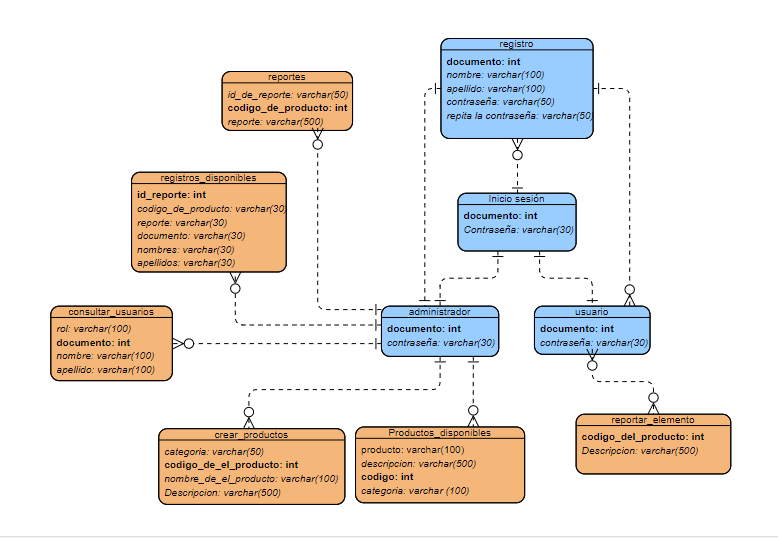 registro
documento: int
nombre: varchar(100)
apellido: varchar(100)
contraseña: varchar(50)
repita la contraseña: varchar(50)
reportes
id_de_reporte: varchar(50)
codigo_de_producto: int
reporte: varchar(500)
registros_disponibles
id_reporte: int
codigo_de_producto: varchar(30)
reporte: varchar(30)
documento: varchar(30)
nombres: varchar(30)
apellidos: varchar(30)
Inicio sesión
documento: int
Contraseña: varchar(30)
consultar_usuarios
rol: varchar(100)
documento: int
nombre: varchar(100)
apellido: varchar(100)
administrador
documento: int
contraseña: varchar(30)
usuario
documento: int
contraseña: varchar(30)
crear_productos
categoria: varchar(50)
codigo_de_el_producto: int
nombre_de_el_producto: varchar(100)
Descripcion: varchar(500)
Productos_disponibles
producto: varchar(100)
descripcion: varchar(500)
codigo: int
categoria: varchar (100)
reportar_elemento
codigo_del_producto: int
Descripcion: varchar(500)